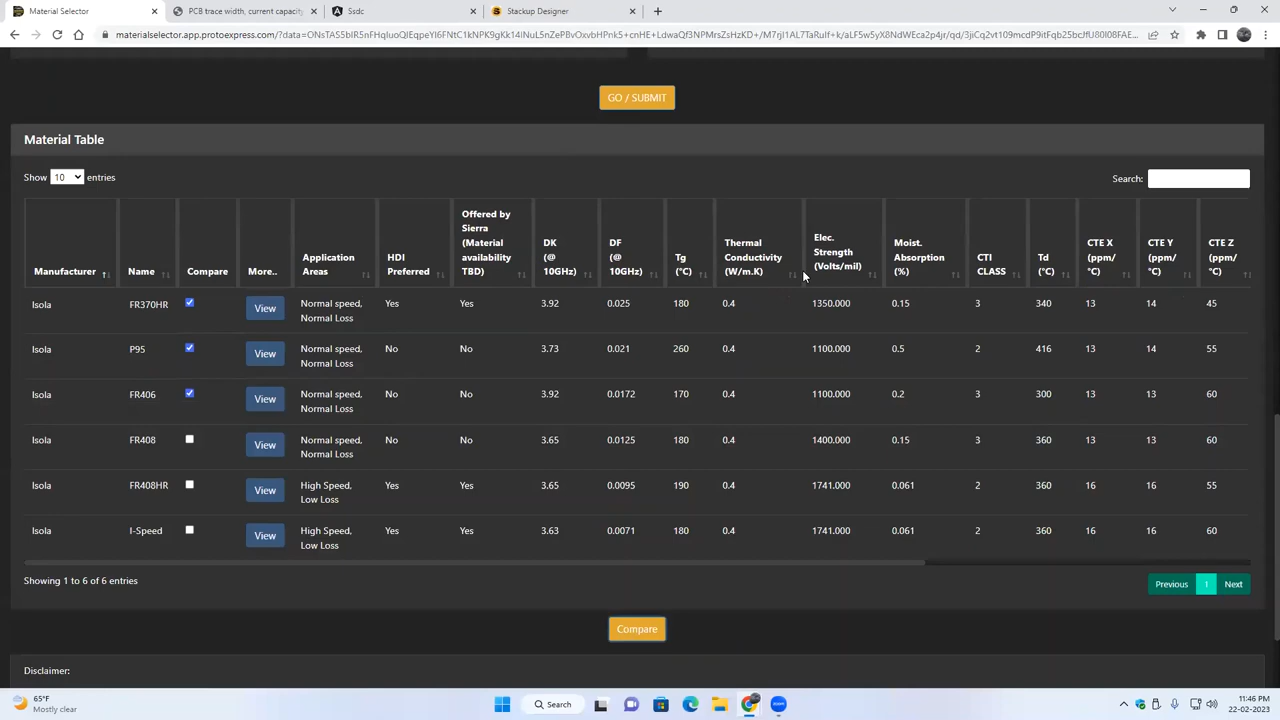 Material Selector
PCB trace width, current capacity
Ssdc
Stackup Designer
GO / SUBMIT
Material Table
Show 10 entries
Search:
Manufacturer Name Compare More.. Application Areas HDI Preferred Offered by Sierra (Material availability TBD) DK (@ 10GHz) DF (@ 10GHz) Tg (°C) Thermal Conductivity (W/m.K) Elec. Strength (Volts/mil) Moist. Absorption (%) CTI CLASS Td (°C) CTE X (ppm/°C) CTE Y (ppm/°C) CTE Z (ppm/°C)
Isola FR370HR View Normal speed, Normal Loss Yes Yes 3.92 0.025 180 0.4 1350.000 0.15 3 340 13 14 45
Isola P95 View Normal speed, Normal Loss No No 3.73 0.021 260 0.4 1100.000 0.5 2 416 13 14 55
Isola FR406 View Normal speed, Normal Loss No No 3.92 0.0172 170 0.4 1100.000 0.2 3 300 13 13 60
Isola FR408 View Normal speed, Normal Loss No No 3.65 0.0125 180 0.4 1400.000 0.15 3 360 13 13 60
Isola FR408HR View High Speed, Low Loss Yes Yes 3.65 0.0095 190 0.4 1741.000 0.061 2 360 16 16 55
Isola I-Speed View High Speed, Low Loss Yes Yes 3.63 0.0071 180 0.4 1741.000 0.061 2 360 16 16 60
Showing 1 to 6 of 6 entries
Previous 1 Next
Compare
Disclaimer:
65°F
Mostly clear
Search
11:46 PM
22-02-2023